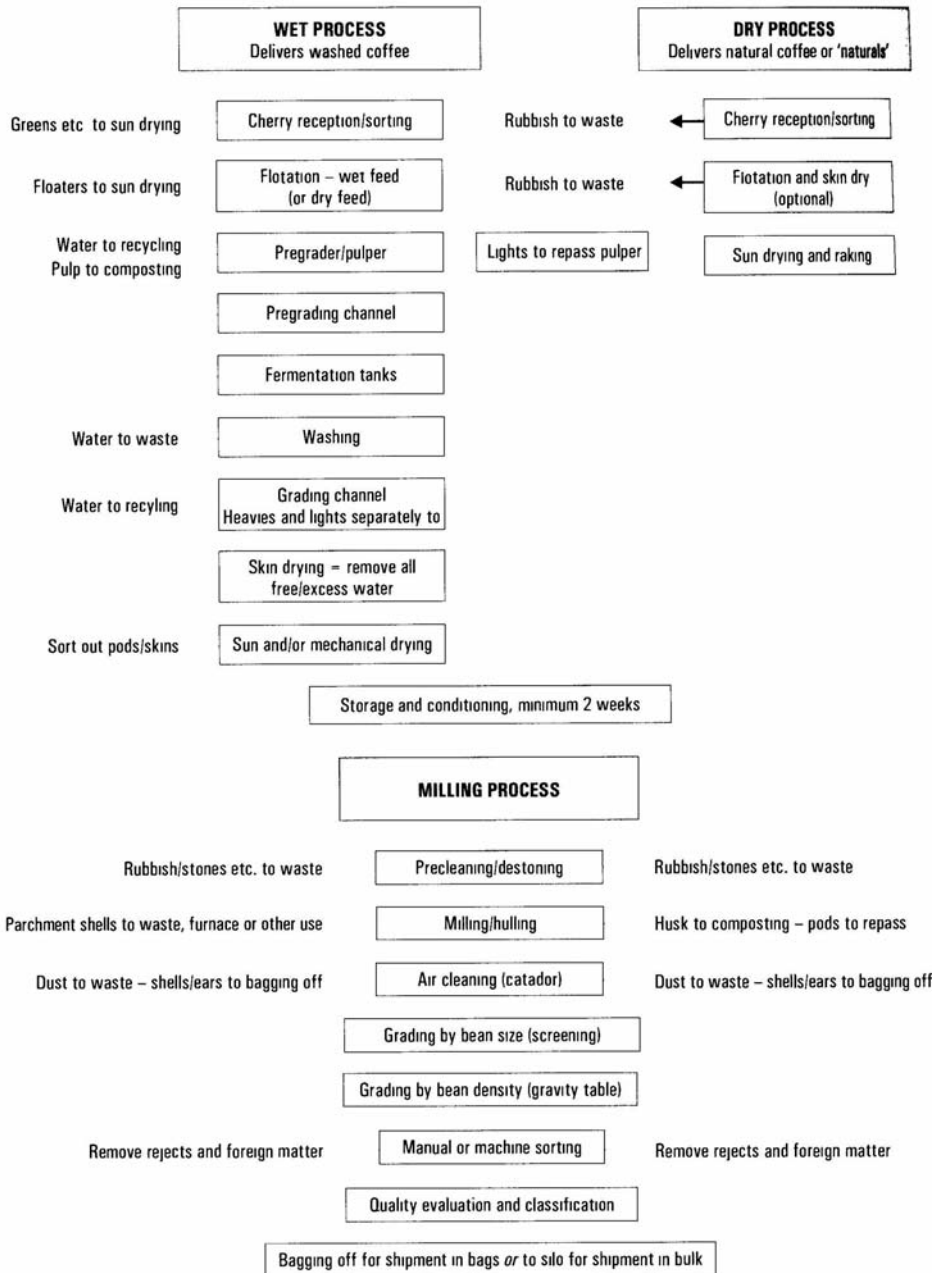 WET PROCESS
Delivers washed coffee
DRY PROCESS
Delivers natural coffee or 'naturals'
Greens etc to sun drying
Cherry reception/sorting
Rubbish to waste
Cherry reception/sorting
Floaters to sun drying
Flotation – wet feed
(or dry feed)
Rubbish to waste
Flotation and skin dry
(optional)
Water to recycling
Pulp to composting
Pregrader/pulper
Lights to repass pulper
Sun drying and raking
Pregrading channel
Fermentation tanks
Water to waste
Washing
Water to recyling
Grading channel
Heavies and lights separately to
Skin drying = remove all
free/excess water
Sort out pods/skins
Sun and/or mechanical drying
Storage and conditioning, minimum 2 weeks
MILLING PROCESS
Rubbish/stones etc. to waste
Precleaning/destoning
Rubbish/stones etc. to waste
Parchment shells to waste, furnace or other use
Milling/hulling
Husk to composting – pods to repass
Dust to waste – shells/ears to bagging off
Air cleaning (catador)
Dust to waste – shells/ears to bagging off
Grading by bean size (screening)
Grading by bean density (gravity table)
Remove rejects and foreign matter
Manual or machine sorting
Remove rejects and foreign matter
Quality evaluation and classification
Bagging off for shipment in bags or to silo for shipment in bulk